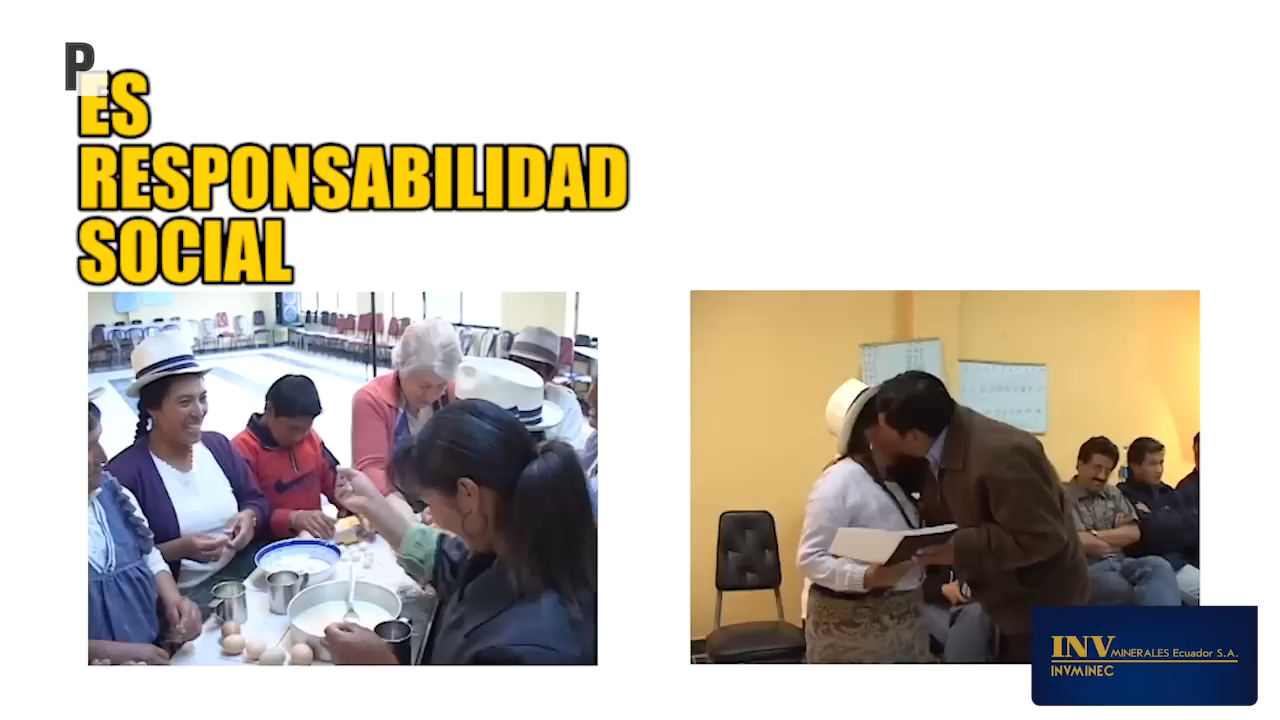 P
ES
RESPONSABILIDAD
SOCIAL
INV MINERALES Ecuador S.A.
INVMINEC